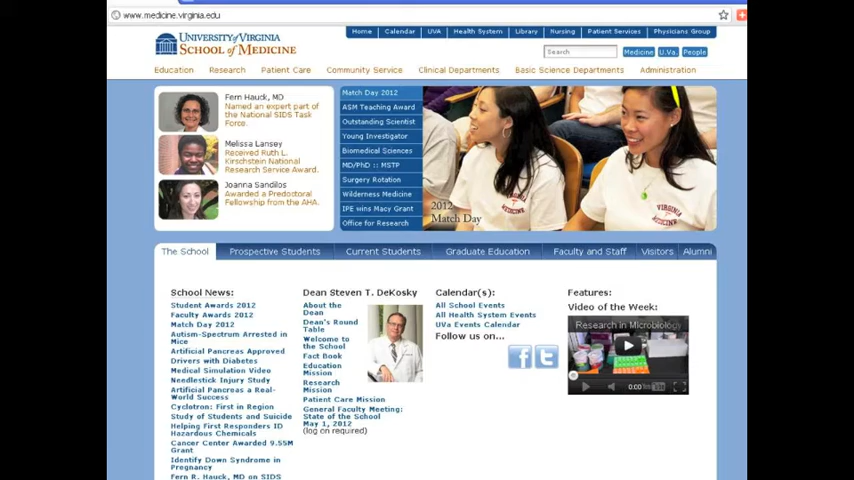 www.medicine.virginia.edu
Home Calendar UVA Health System Library Nursing Patient Services Physicians Group
UNIVERSITY of VIRGINIA
SCHOOL of MEDICINE
Search Medicine U.Va. People
Education Research Patient Care Community Service Clinical Departments Basic Science Departments Administration
Fern Hauck, MD
Named an expert part of
the National SIDS Task
Force.
Melissa Lansey
Received Ruth L.
Kirschstein National
Research Service Award.
Joanna Sandilos
Awarded a Predoctoral
Fellowship from the AHA.
Match Day 2012
ASM Teaching Award
Outstanding Scientist
Young Investigator
Biomedical Sciences
MD/PhD :: MSTP
Surgery Rotation
Wilderness Medicine
IPE wins Macy Grant
Office for Research
2012
Match Day
VIRGINIA
MEDICINE
The School Prospective Students Current Students Graduate Education Faculty and Staff Visitors Alumni
School News:
Student Awards 2012
Faculty Awards 2012
Match Day 2012
Autism-Spectrum Arrested in
Mice
Artificial Pancreas Approved
Drivers with Diabetes
Medical Simulation Video
Needlestick Injury Study
Artificial Pancreas a Real-
World Success
Cyclotron: First in Region
Study of Students and Suicide
Helping First Responders ID
Hazardous Chemicals
Cancer Center Awarded 9.55M
Grant
Identify Down Syndrome in
Pregnancy
Fern R. Hauck, MD on SIDS
Dean Steven T. DeKosky
About the
Dean
Dean's Round
Table
Welcome to
the School
Fact Book
Education
Mission
Research
Mission
Patient Care Mission
General Faculty Meeting:
State of the School
May 1, 2012
(log on required)
Calendar(s):
All School Events
All Health System Events
UVa Events Calendar
Follow us on...
f t
Features:
Video of the Week:
Research in Microbiology
0:00